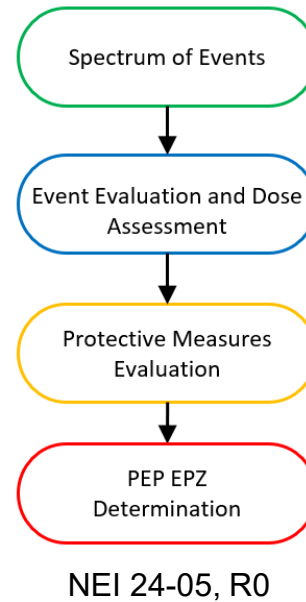 Spectrum of Events
Event Evaluation and Dose
Assessment
Protective Measures
Evaluation
PEP EPZ
Determination
NEI 24-05, R0